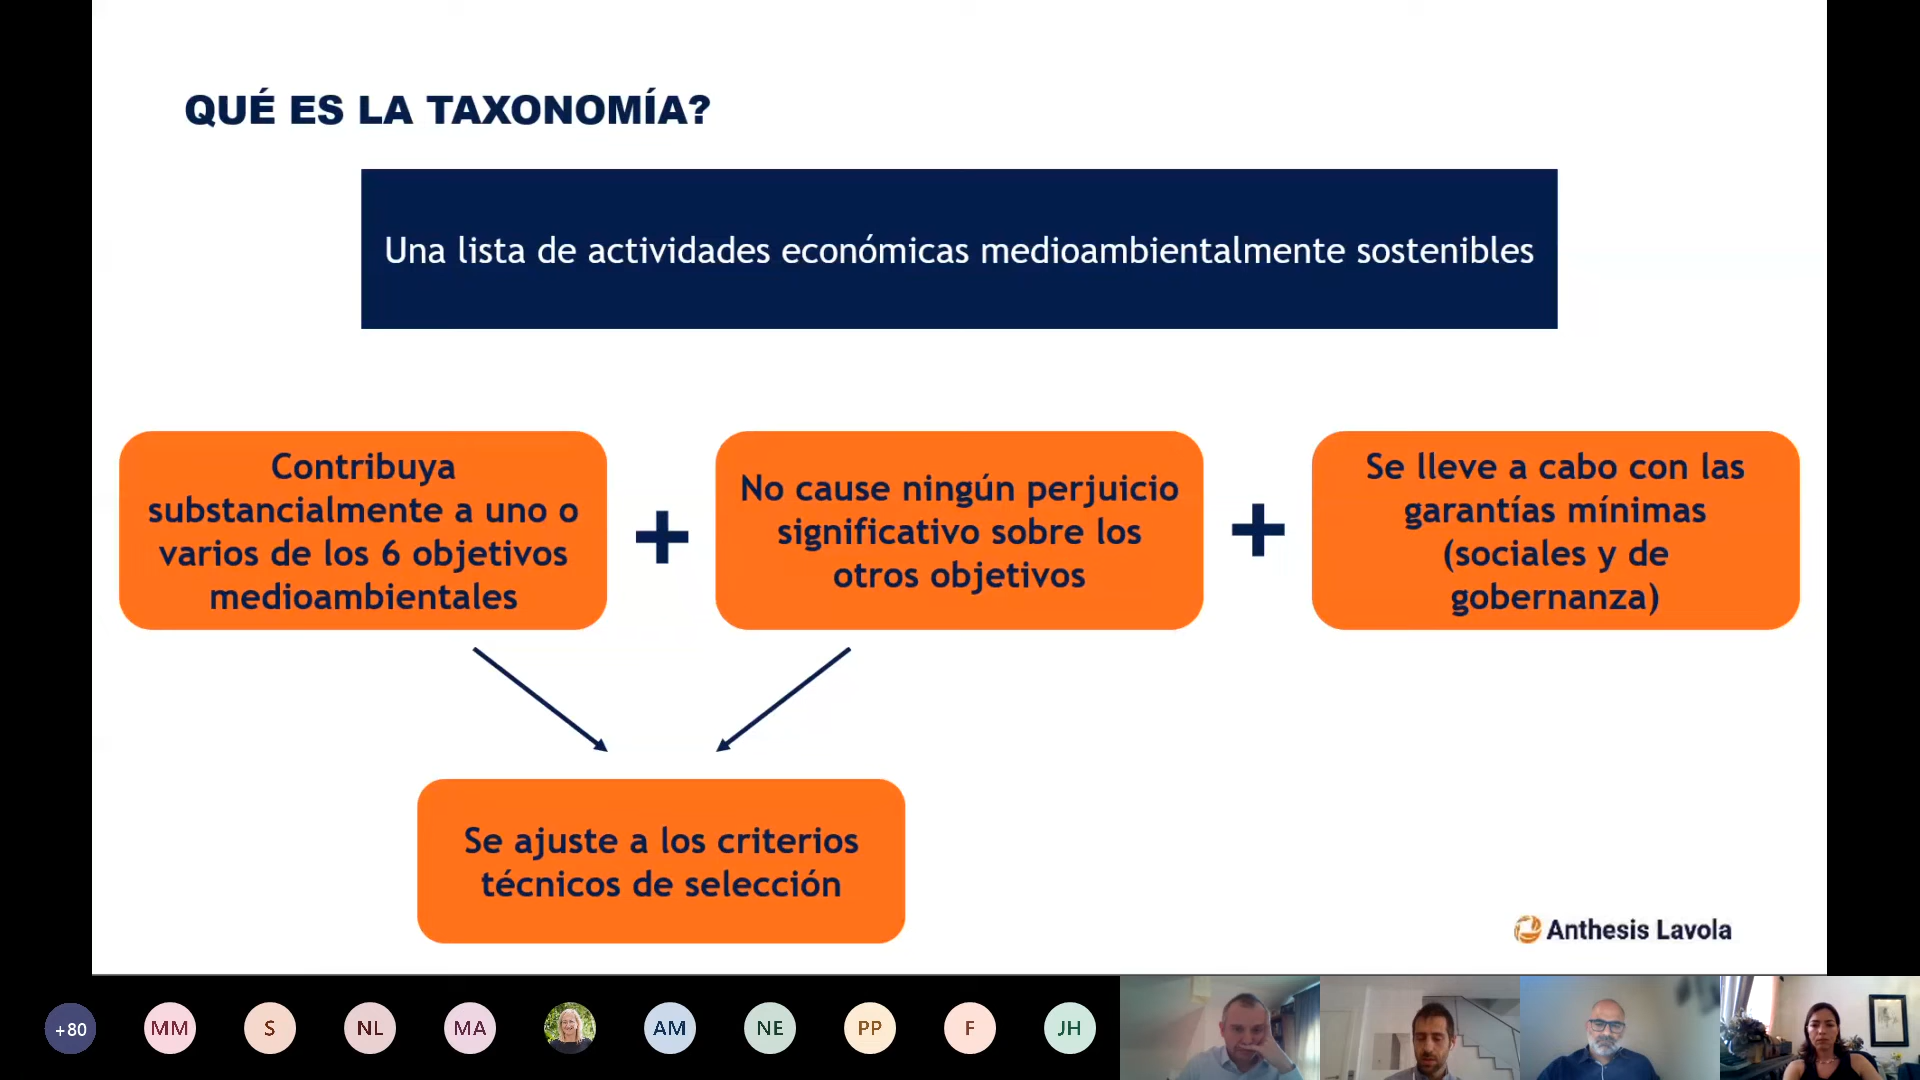 QUÉ ES LA TAXONOMÍA?
Una lista de actividades económicas medioambientalmente sostenibles
Contribuya
substancialmente a uno o
varios de los 6 objetivos
medioambientales
+
No cause ningún perjuicio
significativo sobre los
otros objetivos
+
Se lleve a cabo con las
garantías mínimas
(sociales y de
gobernanza)
Se ajuste a los criterios
técnicos de selección
Anthesis Lavola
+80
MM
S
NL
MA
AM
NE
PP
F
JH